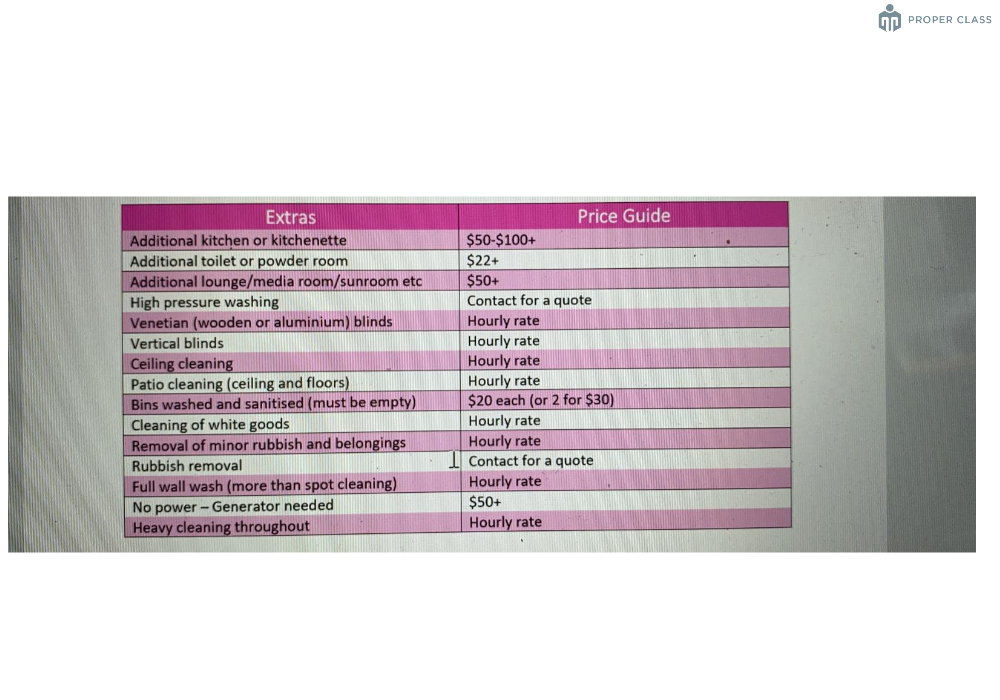 PROPER CLASS
Extras Price Guide
Additional kitchen or kitchenette $50-$100+
Additional toilet or powder room $22+
Additional lounge/media room/sunroom etc $50+
High pressure washing Contact for a quote
Venetian (wooden or aluminium) blinds Hourly rate
Vertical blinds Hourly rate
Ceiling cleaning Hourly rate
Patio cleaning (ceiling and floors) Hourly rate
Bins washed and sanitised (must be empty) $20 each (or 2 for $30)
Cleaning of white goods Hourly rate
Removal of minor rubbish and belongings Hourly rate
Rubbish removal Contact for a quote
Full wall wash (more than spot cleaning) Hourly rate
No power – Generator needed $50+
Heavy cleaning throughout Hourly rate